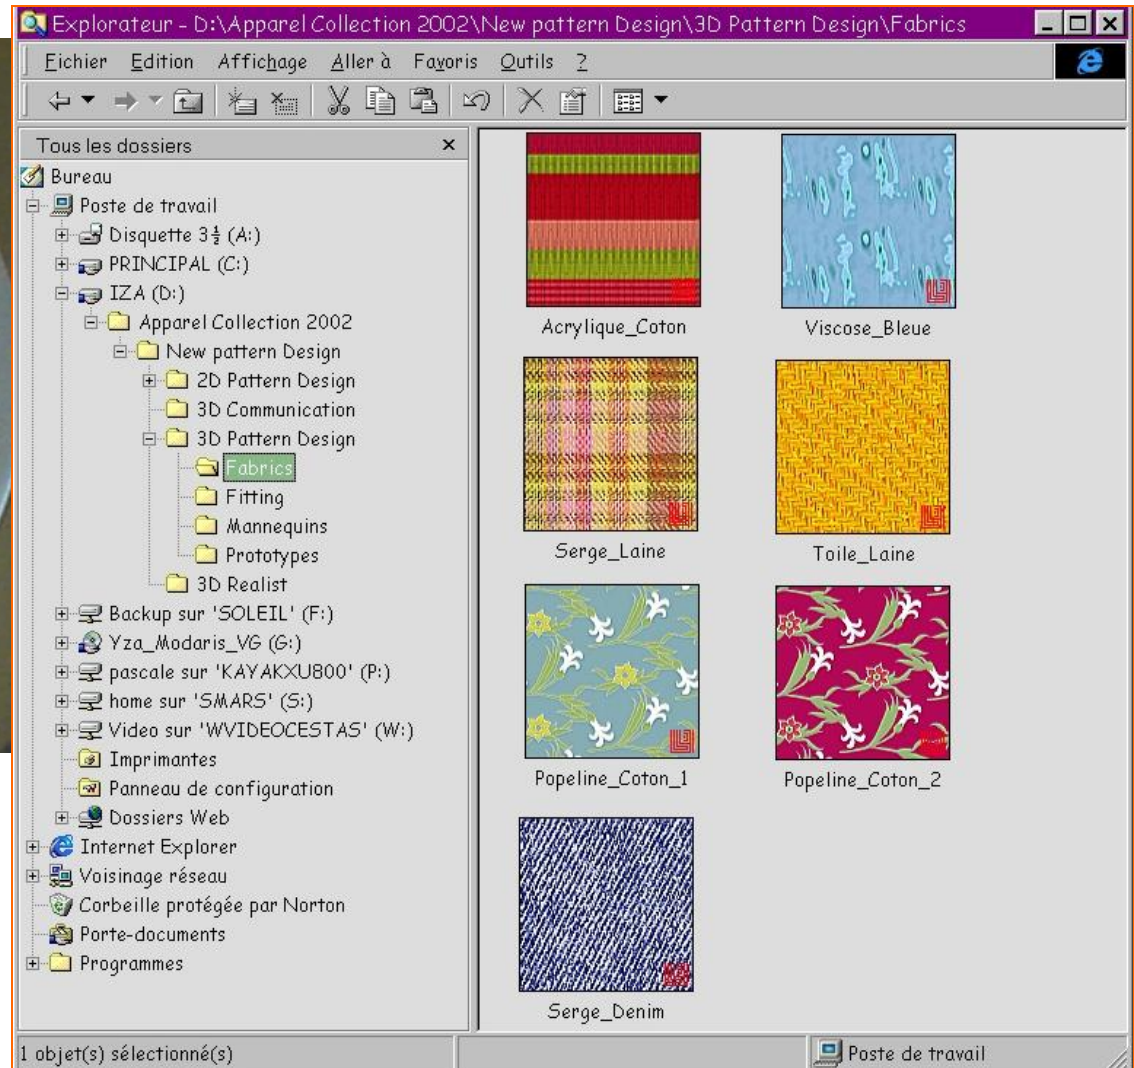 Explorateur - D:\Apparel Collection 2002\New pattern Design\3D Pattern Design\Fabrics
Fichier Edition Affichage Aller à Favoris Outils ?
Tous les dossiers
Bureau
Poste de travail
Disquette 3½ (A:)
PRINCIPAL (C:)
IZA (D:)
Apparel Collection 2002
New pattern Design
2D Pattern Design
3D Communication
3D Pattern Design
Fabrics
Fitting
Mannequins
Prototypes
3D Realist
Backup sur 'SOLEIL' (F:)
Yza_Modaris_VG (G:)
pascale sur 'KAYAKXU800' (P:)
home sur 'SMARS' (S:)
Video sur 'WVIDEOCESTAS' (W:)
Imprimantes
Panneau de configuration
Dossiers Web
Internet Explorer
Voisinage réseau
Corbeille protégée par Norton
Porte-documents
Programmes
Acrylique_Coton
Viscose_Bleue
Serge_Laine
Toile_Laine
Popeline_Coton_1
Popeline_Coton_2
Serge_Denim
1 objet(s) sélectionné(s)
Poste de travail